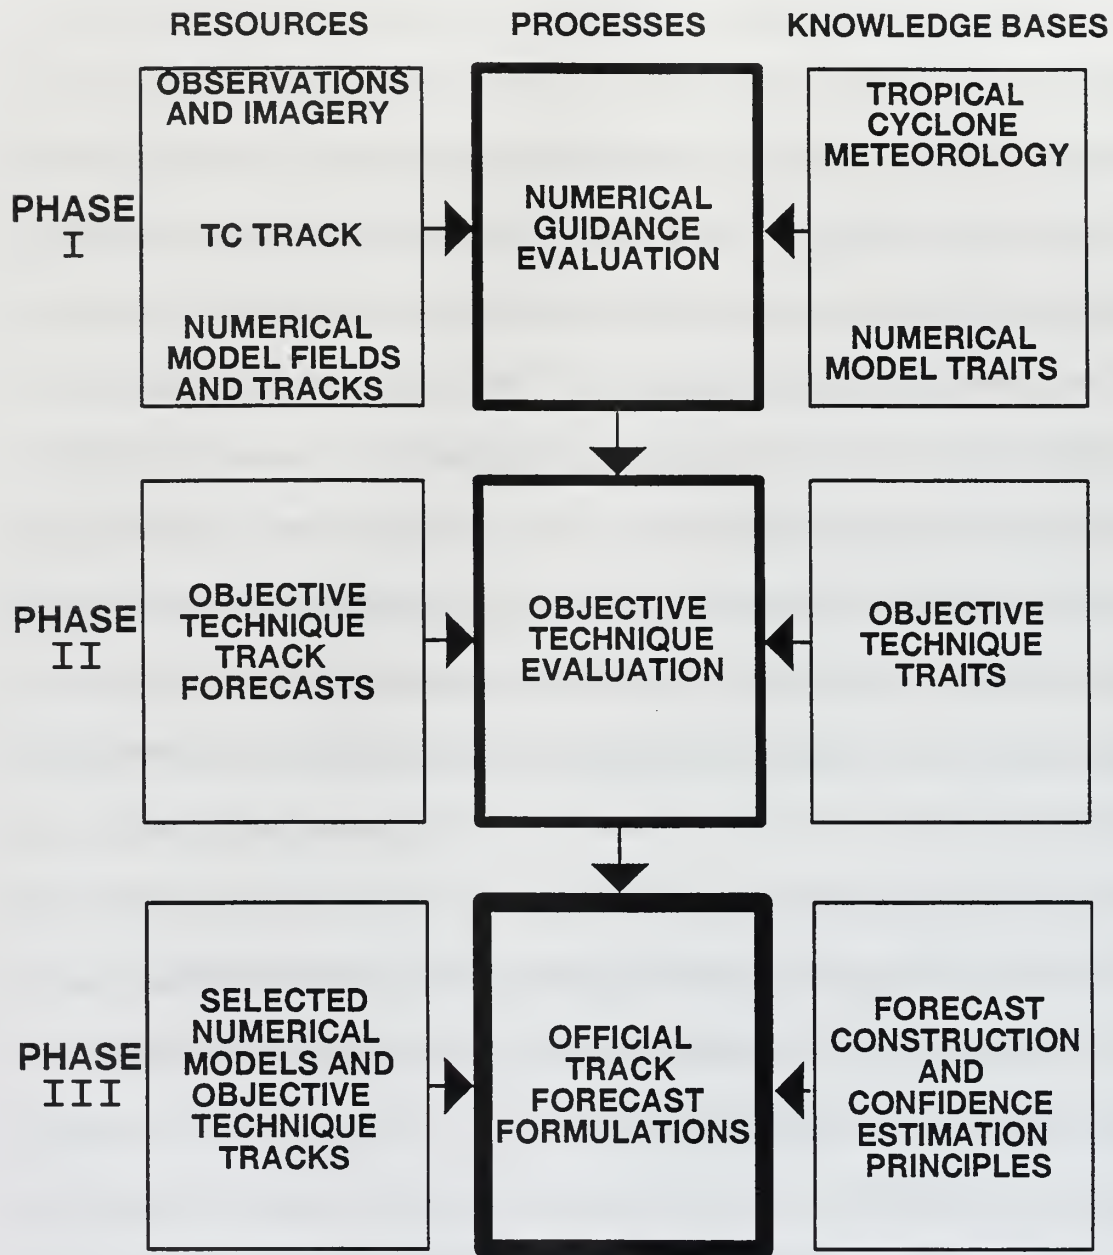 RESOURCES
PROCESSES
KNOWLEDGE BASES
PHASE
I
OBSERVATIONS
AND IMAGERY
TC TRACK
NUMERICAL
MODEL FIELDS
AND TRACKS
NUMERICAL
GUIDANCE
EVALUATION
TROPICAL
CYCLONE
METEOROLOGY
NUMERICAL
MODEL TRAITS
PHASE
II
OBJECTIVE
TECHNIQUE
TRACK
FORECASTS
OBJECTIVE
TECHNIQUE
EVALUATION
OBJECTIVE
TECHNIQUE
TRAITS
PHASE
III
SELECTED
NUMERICAL
MODELS AND
OBJECTIVE
TECHNIQUE
TRACKS
OFFICIAL
TRACK
FORECAST
FORMULATIONS
FORECAST
CONSTRUCTION
AND
CONFIDENCE
ESTIMATION
PRINCIPLES